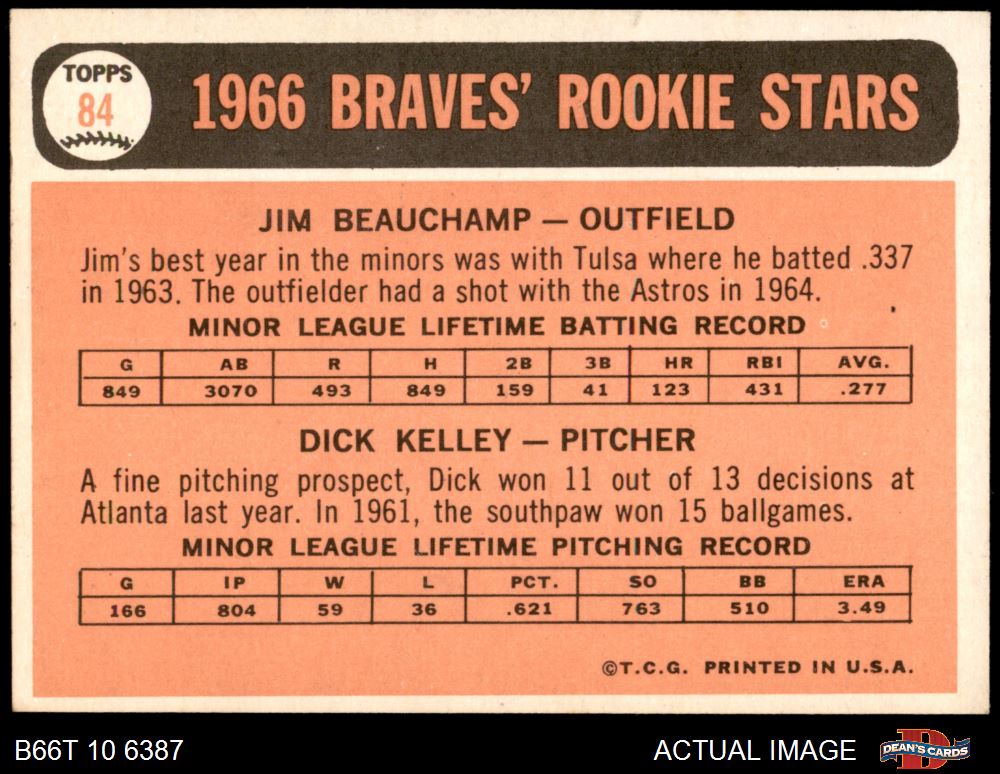 TOPPS
84
1966 BRAVES' ROOKIE STARS
JIM BEAUCHAMP — OUTFIELD
Jim's best year in the minors was with Tulsa where he batted .337
in 1963. The outfielder had a shot with the Astros in 1964.
MINOR LEAGUE LIFETIME BATTING RECORD
G AB R H 2B 3B HR RBI AVG.
849 3070 493 849 159 41 123 431 .277
DICK KELLEY — PITCHER
A fine pitching prospect, Dick won 11 out of 13 decisions at
Atlanta last year. In 1961, the southpaw won 15 ballgames.
MINOR LEAGUE LIFETIME PITCHING RECORD
G IP W L PCT. SO BB ERA
166 804 59 36 .621 763 510 3.49
©T.C.G. PRINTED IN U.S.A.
B66T 10 6387 ACTUAL IMAGE DEAN'S CARDS